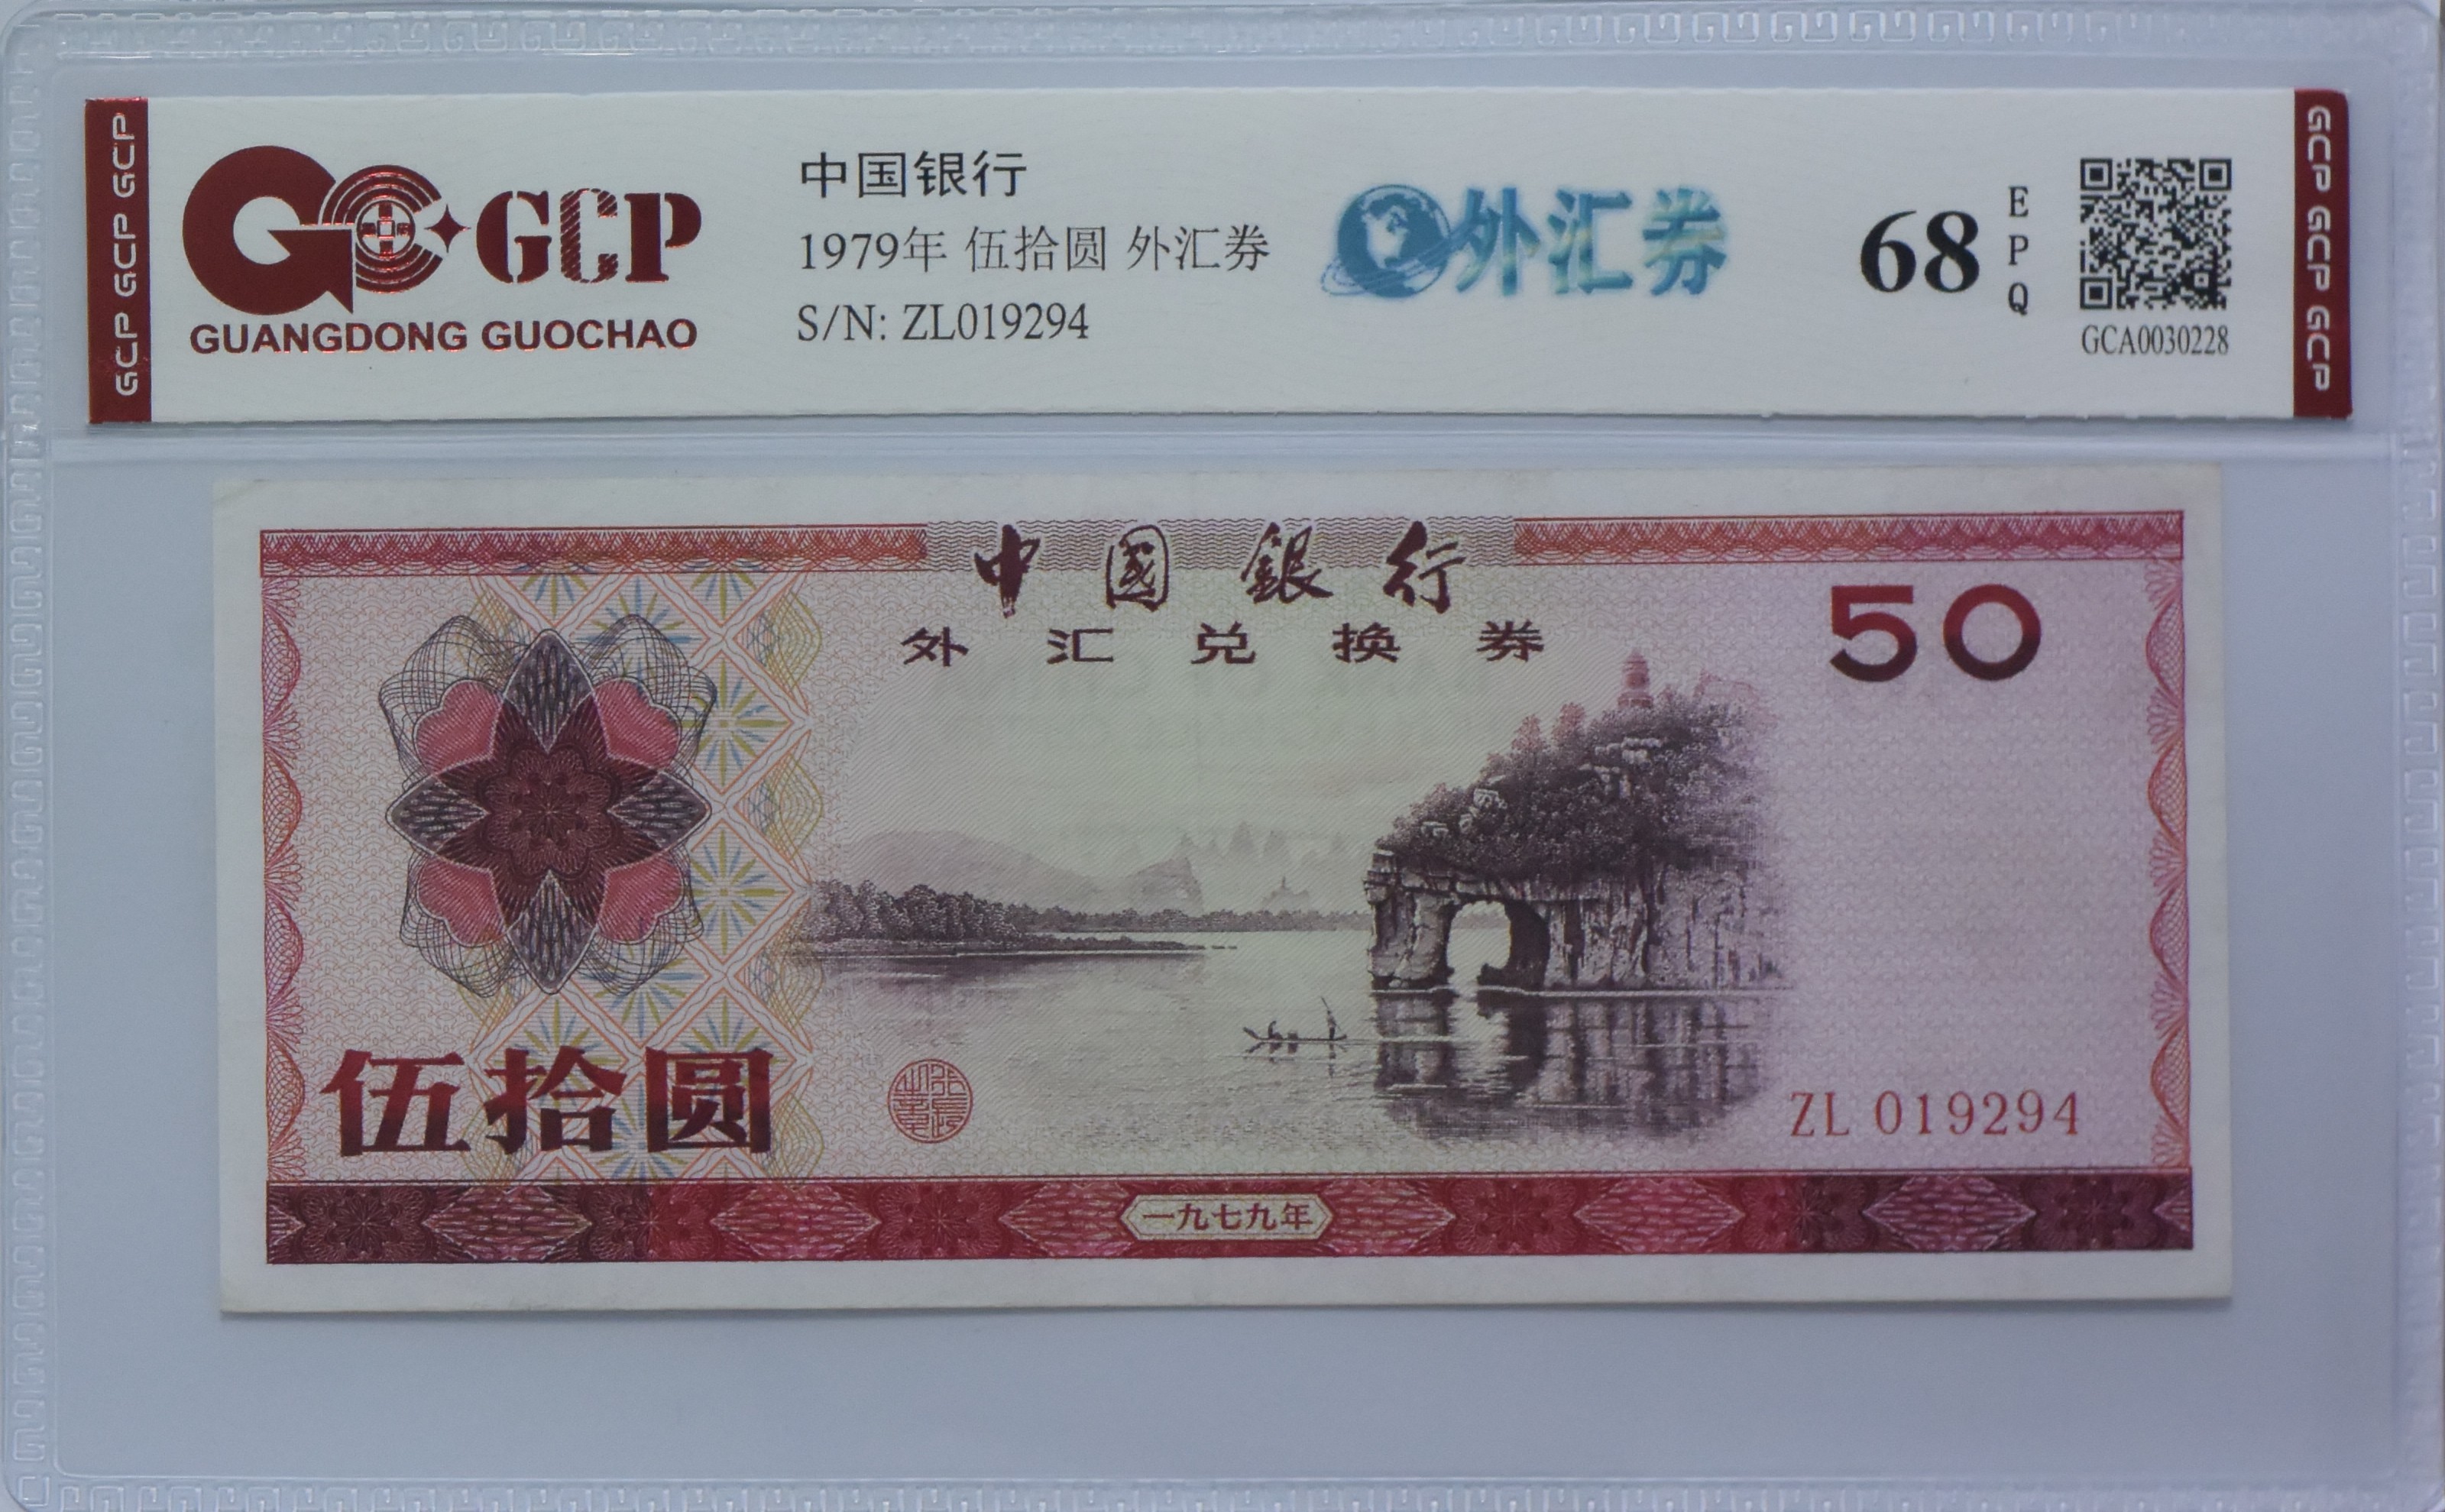 GCP GCP GCP
GCP
GUANGDONG GUOCHAO
中国银行
1979年 伍拾圆 外汇券
S/N: ZL019294
外汇券
68
EPQ
GCA0030228
GCP GCP GCP
中國銀行
外汇兑换券
50
伍拾圆
ZL 019294
一九七九年